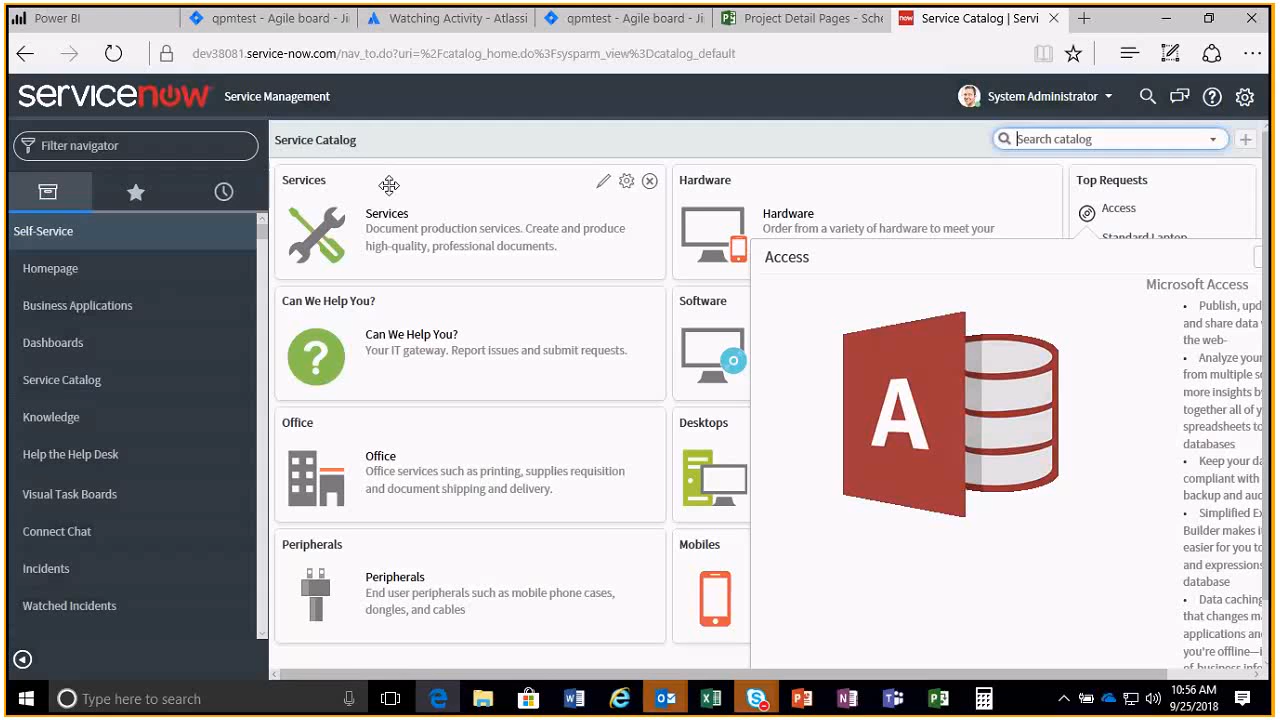 Power BI
qpmtest - Agile board - Ji
Watching Activity - Atlassi
qpmtest - Agile board - Ji
Project Detail Pages - Sche
now
Service Catalog | Servi
dev38081.service-now.com/nav_to.do?uri=%2Fcatalog_home.do%3Fsysparm_view%3Dcatalog_default
servicenow
Service Management
System Administrator
Filter navigator
Service Catalog
Search catalog
Self-Service
Homepage
Business Applications
Dashboards
Service Catalog
Knowledge
Help the Help Desk
Visual Task Boards
Connect Chat
Incidents
Watched Incidents
Services
Services
Document production services. Create and produce
high-quality, professional documents.
Can We Help You?
Can We Help You?
Your IT gateway. Report issues and submit requests.
Office
Office
Office services such as printing, supplies requisition
and document shipping and delivery.
Peripherals
Peripherals
End user peripherals such as mobile phone cases,
dongles, and cables
Hardware
Hardware
Order from a variety of hardware to meet your
Software
Desktops
Mobiles
Top Requests
Access
Standard Laptop
Access
A
Microsoft Access
• Publish, upd
and share data
the web-
• Analyze your
from multiple s
more insights b
together all of y
spreadsheets to
databases
• Keep your da
compliant with
backup and aud
• Simplified Ex
Builder makes i
easier for you to
and expressions
database
• Data caching
that changes m
applications and
you're offline—i
of business info
Type here to search
10:56 AM
9/25/2018